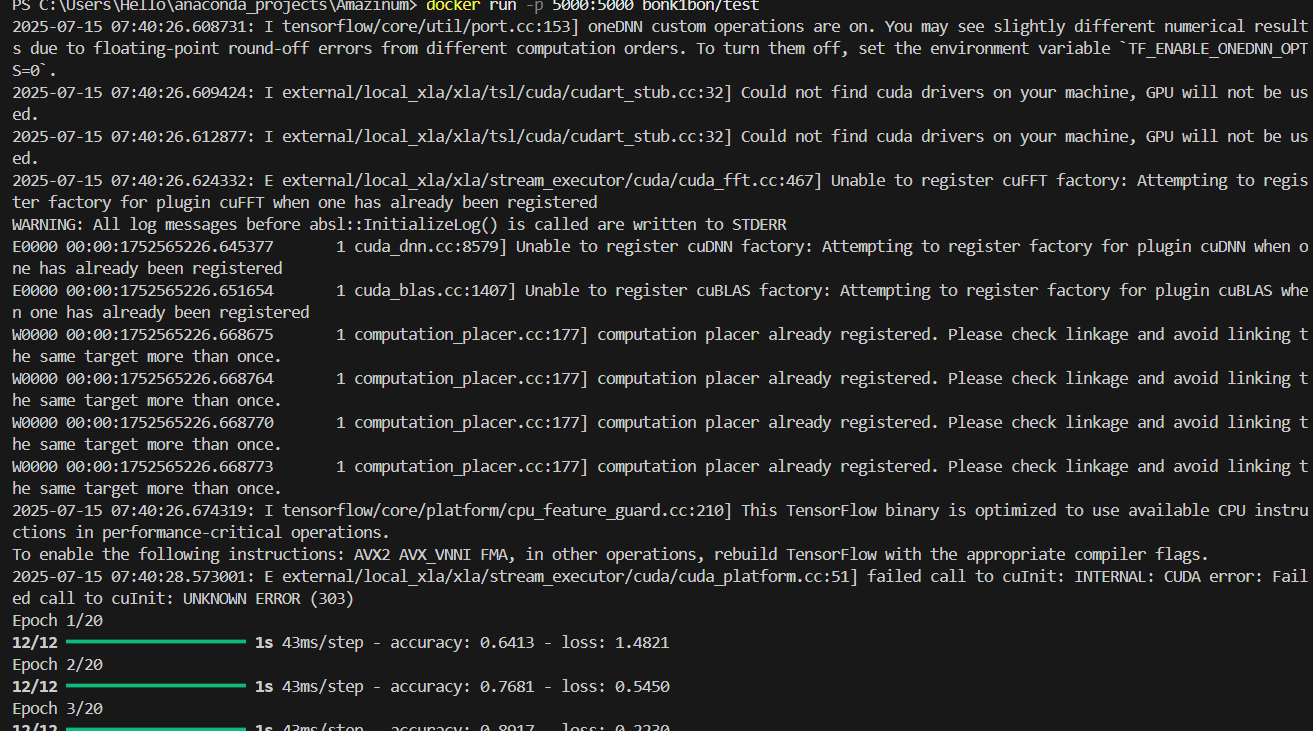 PS C:\Users\Hello\anaconda_projects\Amazinum> docker run -p 5000:5000 bonk1bon/test
2025-07-15 07:40:26.608731: I tensorflow/core/util/port.cc:153] oneDNN custom operations are on. You may see slightly different numerical result
s due to floating-point round-off errors from different computation orders. To turn them off, set the environment variable `TF_ENABLE_ONEDNN_OPT
S=0`.
2025-07-15 07:40:26.609424: I external/local_xla/xla/tsl/cuda/cudart_stub.cc:32] Could not find cuda drivers on your machine, GPU will not be us
ed.
2025-07-15 07:40:26.612877: I external/local_xla/xla/tsl/cuda/cudart_stub.cc:32] Could not find cuda drivers on your machine, GPU will not be us
ed.
2025-07-15 07:40:26.624332: E external/local_xla/xla/stream_executor/cuda/cuda_fft.cc:467] Unable to register cuFFT factory: Attempting to regis
ter factory for plugin cuFFT when one has already been registered
WARNING: All log messages before absl::InitializeLog() is called are written to STDERR
E0000 00:00:1752565226.645377       1 cuda_dnn.cc:8579] Unable to register cuDNN factory: Attempting to register factory for plugin cuDNN when o
ne has already been registered
E0000 00:00:1752565226.651654       1 cuda_blas.cc:1407] Unable to register cuBLAS factory: Attempting to register factory for plugin cuBLAS whe
n one has already been registered
W0000 00:00:1752565226.668675       1 computation_placer.cc:177] computation placer already registered. Please check linkage and avoid linking t
he same target more than once.
W0000 00:00:1752565226.668764       1 computation_placer.cc:177] computation placer already registered. Please check linkage and avoid linking t
he same target more than once.
W0000 00:00:1752565226.668770       1 computation_placer.cc:177] computation placer already registered. Please check linkage and avoid linking t
he same target more than once.
W0000 00:00:1752565226.668773       1 computation_placer.cc:177] computation placer already registered. Please check linkage and avoid linking t
he same target more than once.
2025-07-15 07:40:26.674319: I tensorflow/core/platform/cpu_feature_guard.cc:210] This TensorFlow binary is optimized to use available CPU instru
ctions in performance-critical operations.
To enable the following instructions: AVX2 AVX_VNNI FMA, in other operations, rebuild TensorFlow with the appropriate compiler flags.
2025-07-15 07:40:28.573001: E external/local_xla/xla/stream_executor/cuda/cuda_platform.cc:51] failed call to cuInit: INTERNAL: CUDA error: Fail
ed call to cuInit: UNKNOWN ERROR (303)
Epoch 1/20
12/12 1s 43ms/step - accuracy: 0.6413 - loss: 1.4821
Epoch 2/20
12/12 1s 43ms/step - accuracy: 0.7681 - loss: 0.5450
Epoch 3/20
12/12 1s 43ms/step - accuracy: 0.8917 - loss: 0.2230